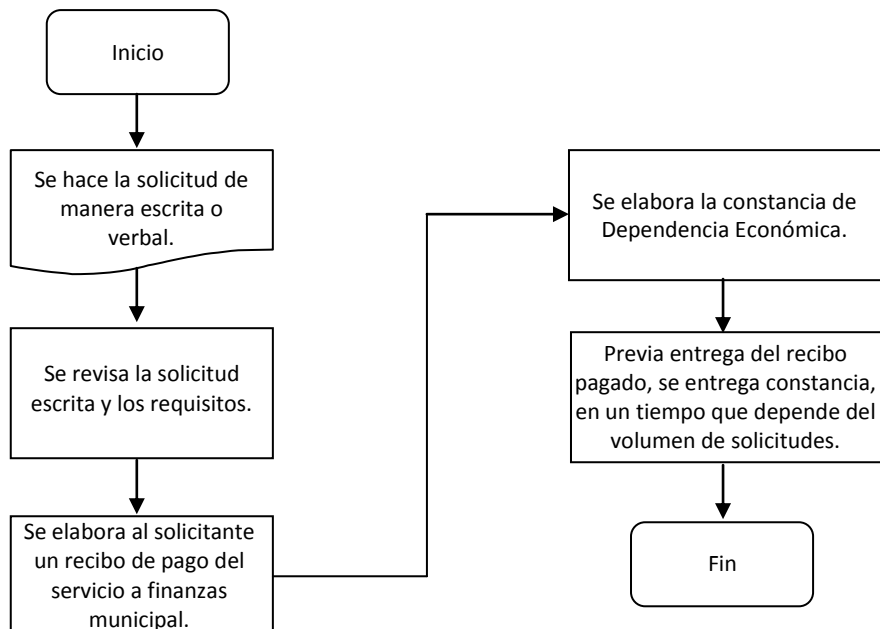 Inicio
Se hace la solicitud de
manera escrita o
verbal.
Se revisa la solicitud
escrita y los requisitos.
Se elabora al solicitante
un recibo de pago del
servicio a finanzas
municipal.
Se elabora la constancia de
Dependencia Económica.
Previa entrega del recibo
pagado, se entrega constancia,
en un tiempo que depende del
volumen de solicitudes.
Fin